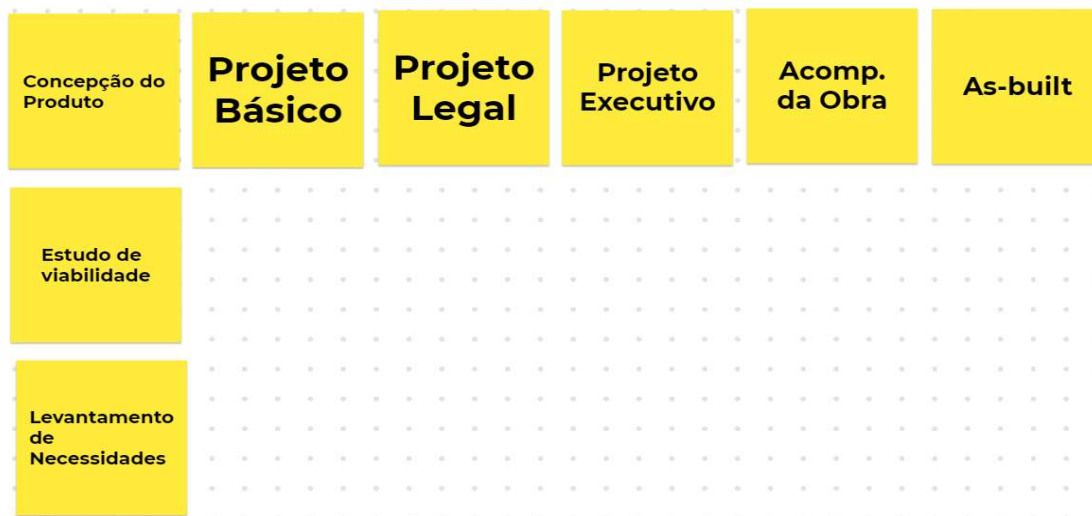 Concepção do
Produto
Projeto
Básico
Projeto
Legal
Projeto
Executivo
Acomp.
da Obra
As-built
Estudo de
viabilidade
Levantamento
de
Necessidades